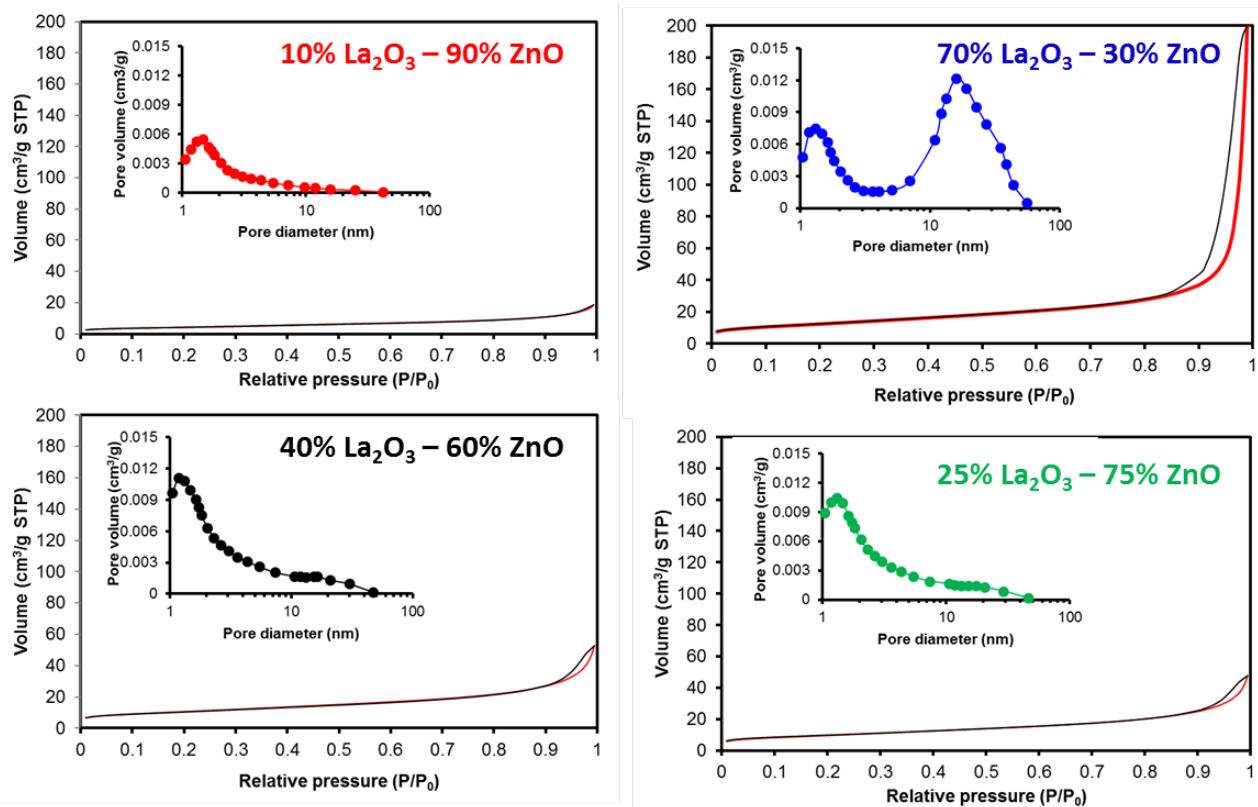 10% La₂O₃ – 90% ZnO
Volume (cm³/g STP)
200
180
160
140
120
100
80
60
40
20
0
0 0.1 0.2 0.3 0.4 0.5 0.6 0.7 0.8 0.9 1
Relative pressure (P/P₀)
Pore volume (cm3/g)
0.015
0.012
0.009
0.006
0.003
0
1 10 100
Pore diameter (nm)
70% La₂O₃ – 30% ZnO
Volume (cm³/g STP)
200
180
160
140
120
100
80
60
40
20
0
0 0.1 0.2 0.3 0.4 0.5 0.6 0.7 0.8 0.9 1
Relative pressure (P/P₀)
Pore volume (cm³/g)
0.015
0.012
0.009
0.006
0.003
0
1 10 100
Pore diameter (nm)
40% La₂O₃ – 60% ZnO
Volume (cm³/g STP)
200
180
160
140
120
100
80
60
40
20
0
0 0.1 0.2 0.3 0.4 0.5 0.6 0.7 0.8 0.9 1
Relative pressure (P/P₀)
Pore volume (cm³/g)
0.015
0.012
0.009
0.006
0.003
0
1 10 100
Pore diameter (nm)
25% La₂O₃ – 75% ZnO
Volume (cm³/g STP)
200
180
160
140
120
100
80
60
40
20
0
0 0.1 0.2 0.3 0.4 0.5 0.6 0.7 0.8 0.9 1
Relative pressure (P/P₀)
Pore volume (cm³/g)
0.015
0.012
0.009
0.006
0.003
0
1 10 100
Pore diameter (nm)